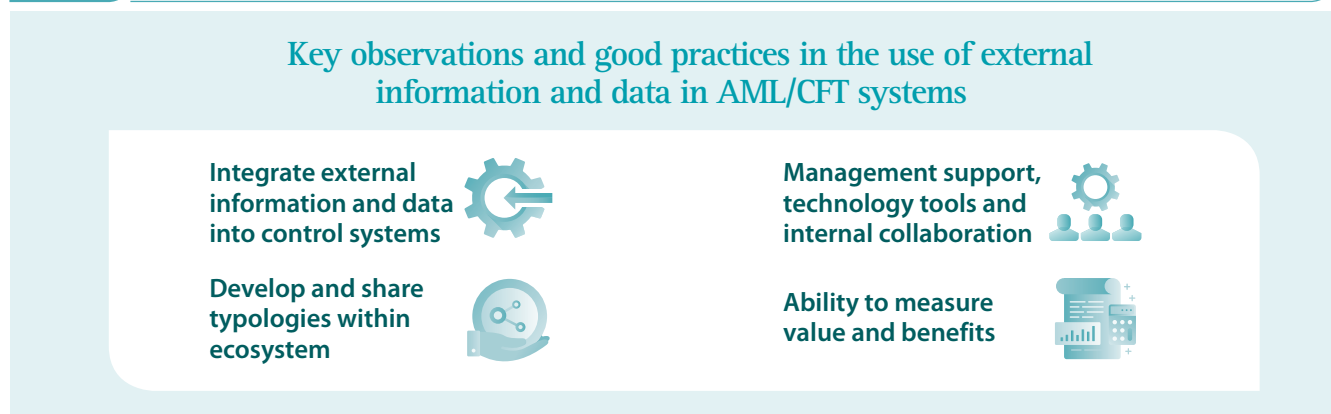 Key observations and good practices in the use of external
information and data in AML/CFT systems
Integrate external
information and data
into control systems
Management support,
technology tools and
internal collaboration
Develop and share
typologies within
ecosystem
Ability to measure
value and benefits